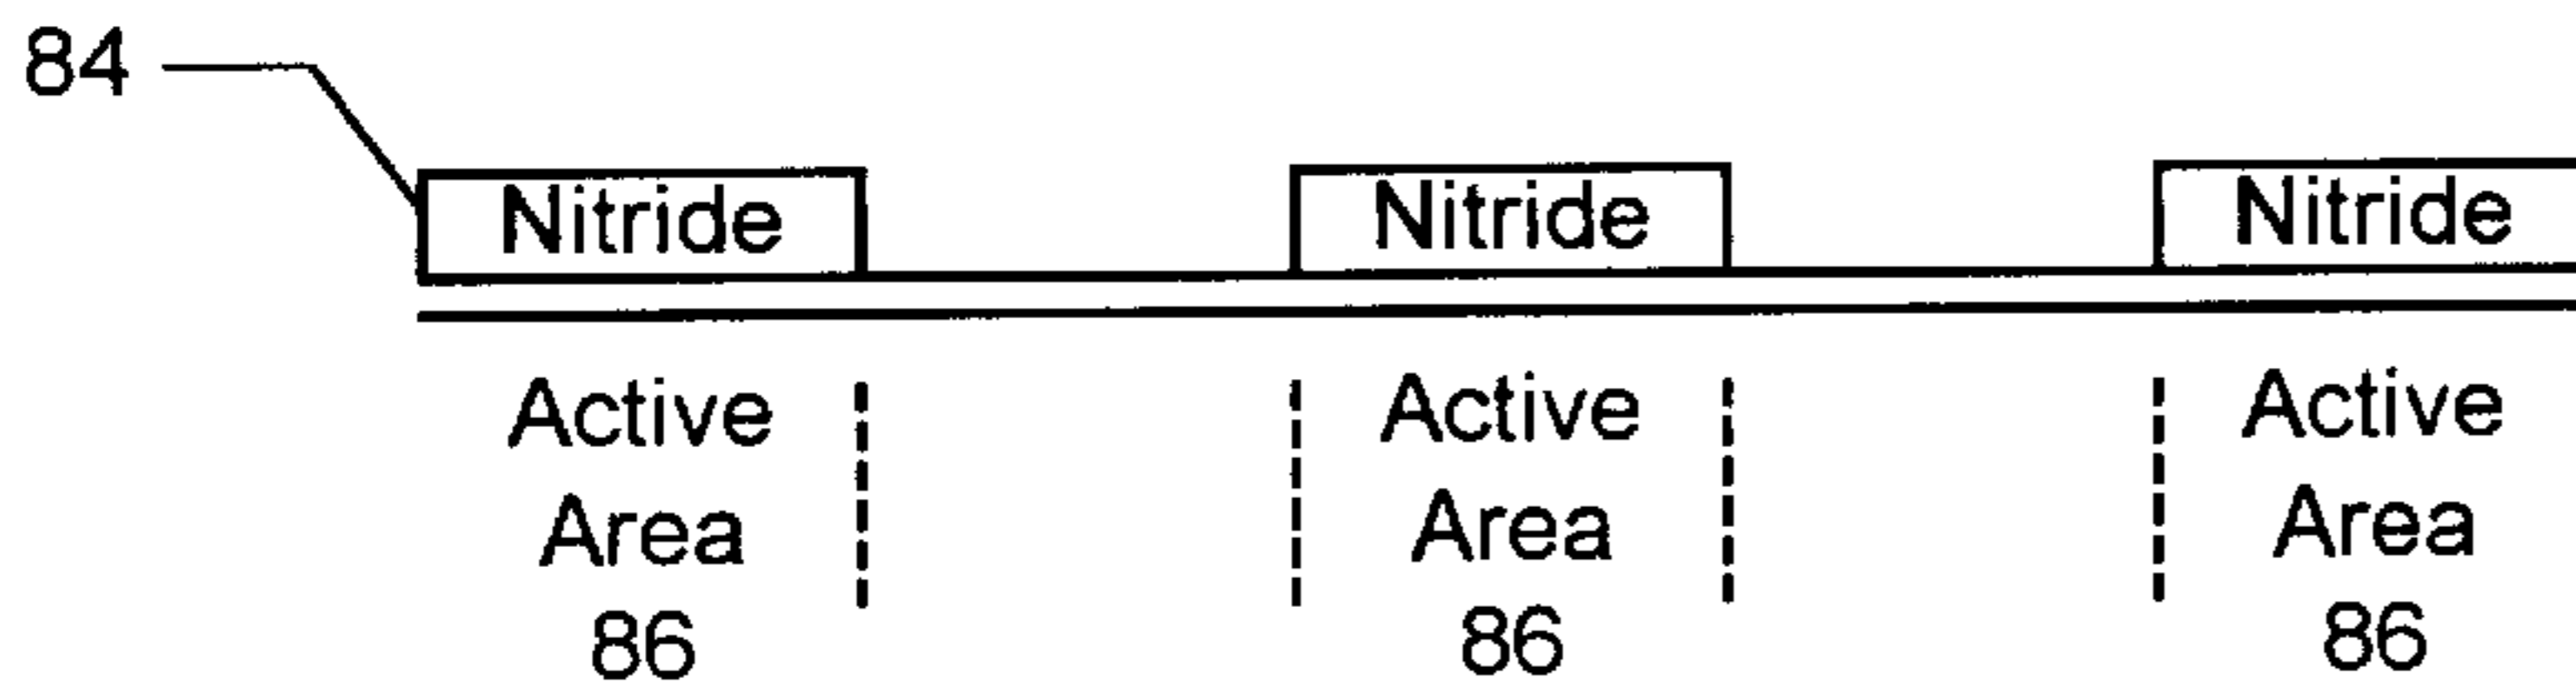 84
Nitride Nitride Nitride
Active Active Active
Area Area Area
86 86 86